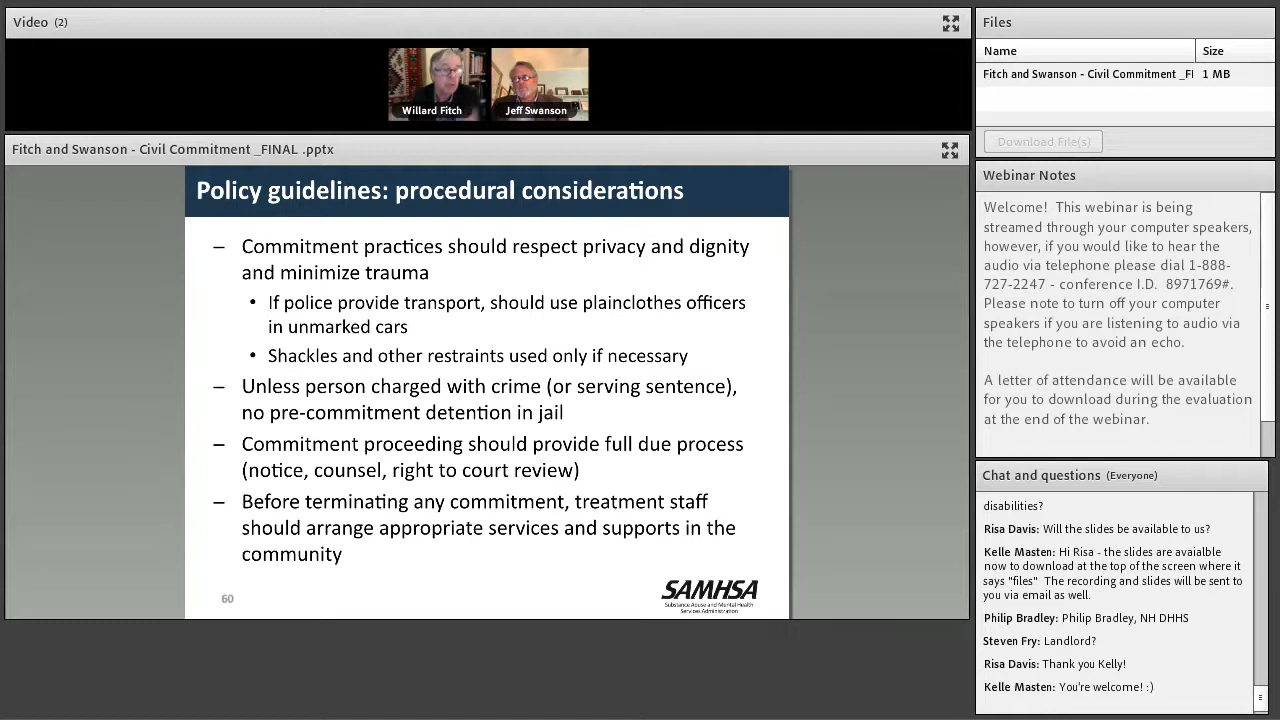 Video (2)
Willard Fitch
Jeff Swanson
Fitch and Swanson - Civil Commitment _FINAL .pptx
Policy guidelines: procedural considerations
– Commitment practices should respect privacy and dignity
and minimize trauma
• If police provide transport, should use plainclothes officers
in unmarked cars
• Shackles and other restraints used only if necessary
– Unless person charged with crime (or serving sentence),
no pre-commitment detention in jail
– Commitment proceeding should provide full due process
(notice, counsel, right to court review)
– Before terminating any commitment, treatment staff
should arrange appropriate services and supports in the
community
60
SAMHSA
Substance Abuse and Mental Health
Services Administration
Files
Name Size
Fitch and Swanson - Civil Commitment _FI 1 MB
Download File(s)
Webinar Notes
Welcome!  This webinar is being
streamed through your computer speakers,
however, if you would like to hear the
audio via telephone please dial 1-888-
727-2247 - conference I.D.  8971769#.
Please note to turn off your computer
speakers if you are listening to audio via
the telephone to avoid an echo.
A letter of attendance will be available
for you to download during the evaluation
at the end of the webinar.
Chat and questions (Everyone)
disabilities?
Risa Davis: Will the slides be available to us?
Kelle Masten: Hi Risa - the slides are avaialble
now to download at the top of the screen where it
says "files"  The recording and slides will be sent to
you via email as well.
Philip Bradley: Philip Bradley, NH DHHS
Steven Fry: Landlord?
Risa Davis: Thank you Kelly!
Kelle Masten: You're welcome! :)